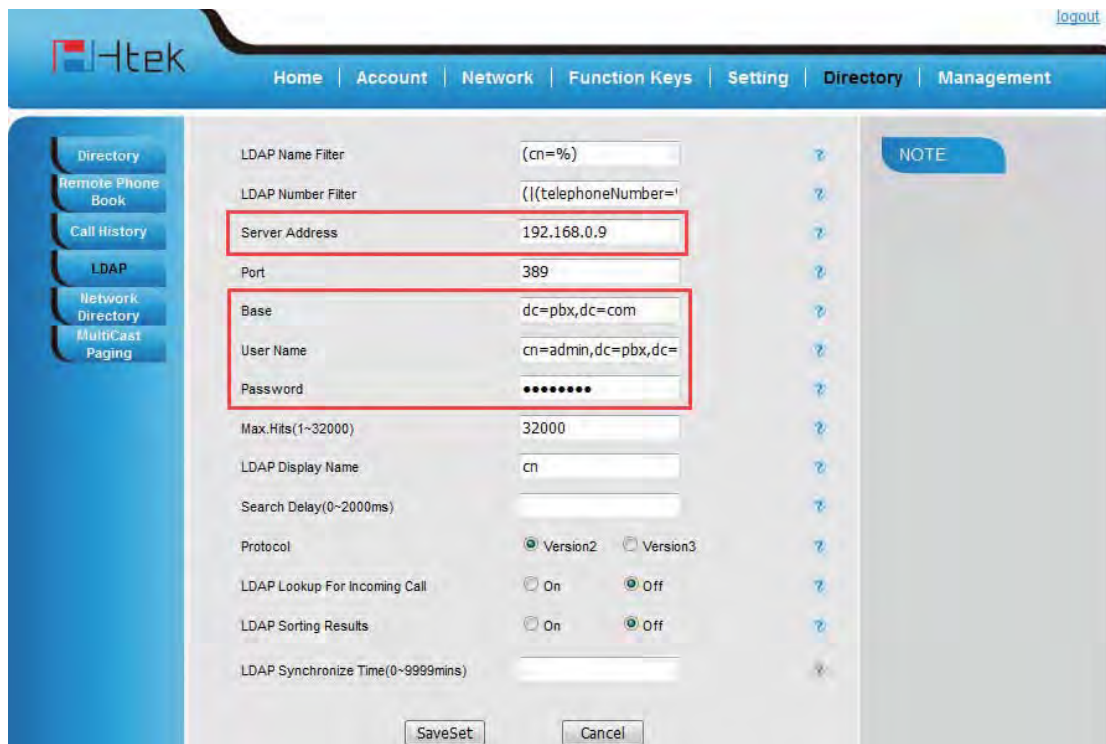 logout
Htek
Home | Account | Network | Function Keys | Setting | Directory | Management
Directory
Remote Phone
Book
Call History
LDAP
Network
Directory
MultiCast
Paging
LDAP Name Filter (cn=%) ?
LDAP Number Filter (|(telephoneNumber=' ?
Server Address 192.168.0.9 ?
Port 389 ?
Base dc=pbx,dc=com ?
User Name cn=admin,dc=pbx,dc= ?
Password •••••••• ?
Max.Hits(1~32000) 32000 ?
LDAP Display Name cn ?
Search Delay(0~2000ms) ?
Protocol Version2 Version3 ?
LDAP Lookup For Incoming Call On Off ?
LDAP Sorting Results On Off ?
LDAP Synchronize Time(0~9999mins) ?
SaveSet Cancel
NOTE